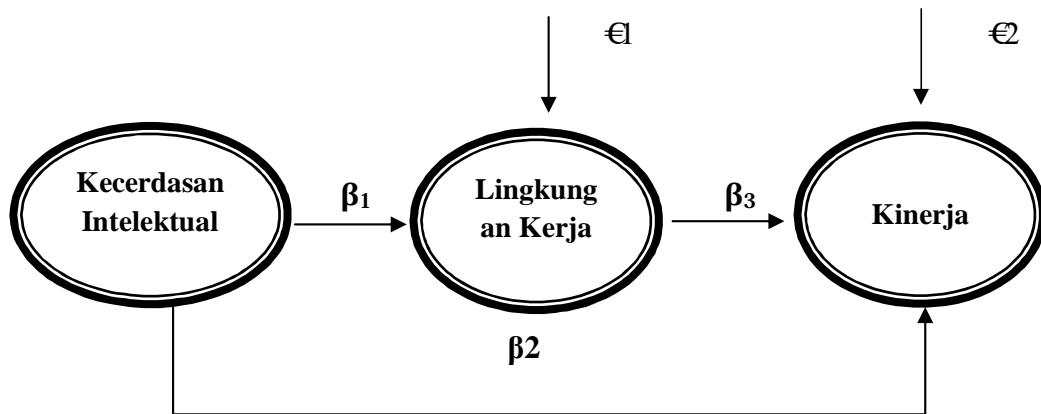 €1
€2
Kecerdasan
Intelektual
β₁
Lingkung
an Kerja
β₃
Kinerja
β2